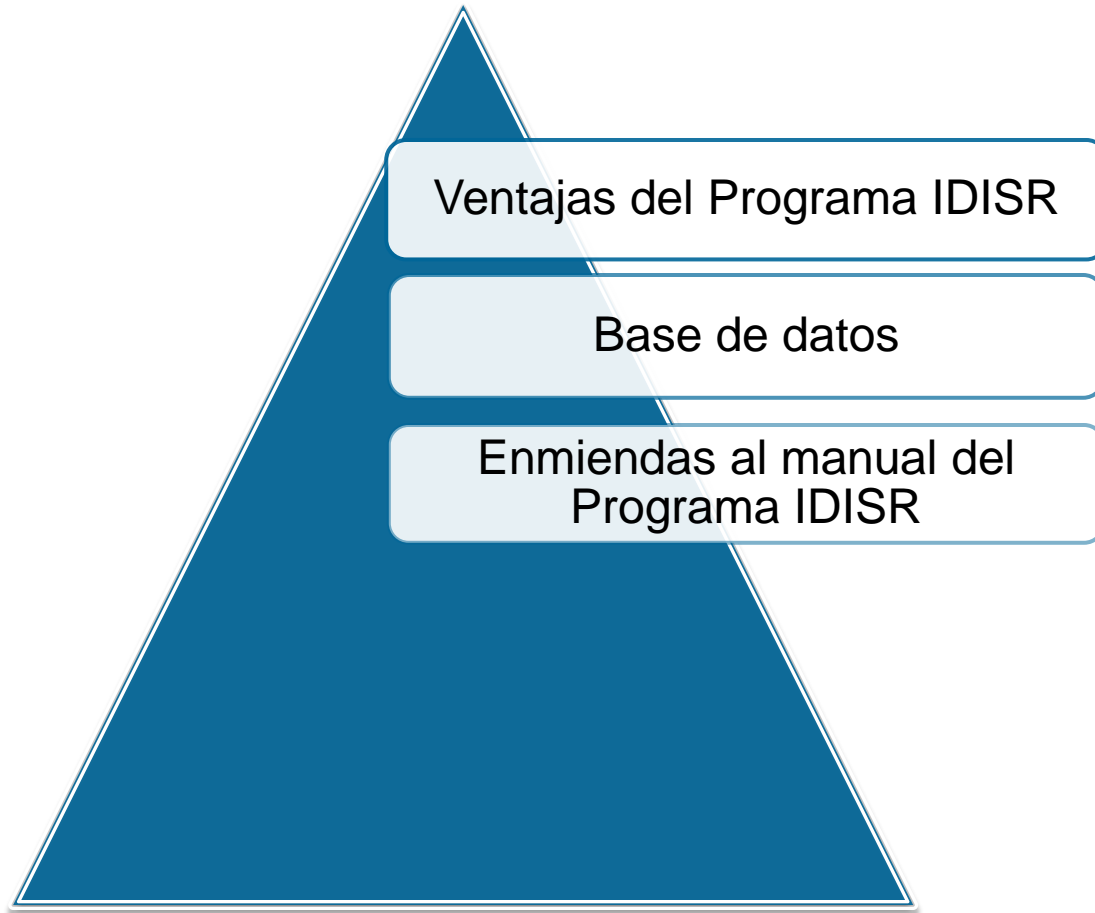 Ventajas del Programa IDISR
Base de datos
Enmiendas al manual del
Programa IDISR